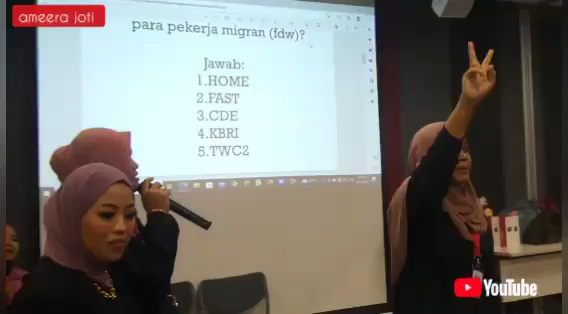 ameera joti
para pekerja migran (fdw)?
Jawab:
1.HOME
2.FAST
3.CDE
4.KBRI
5.TWC2
YouTube